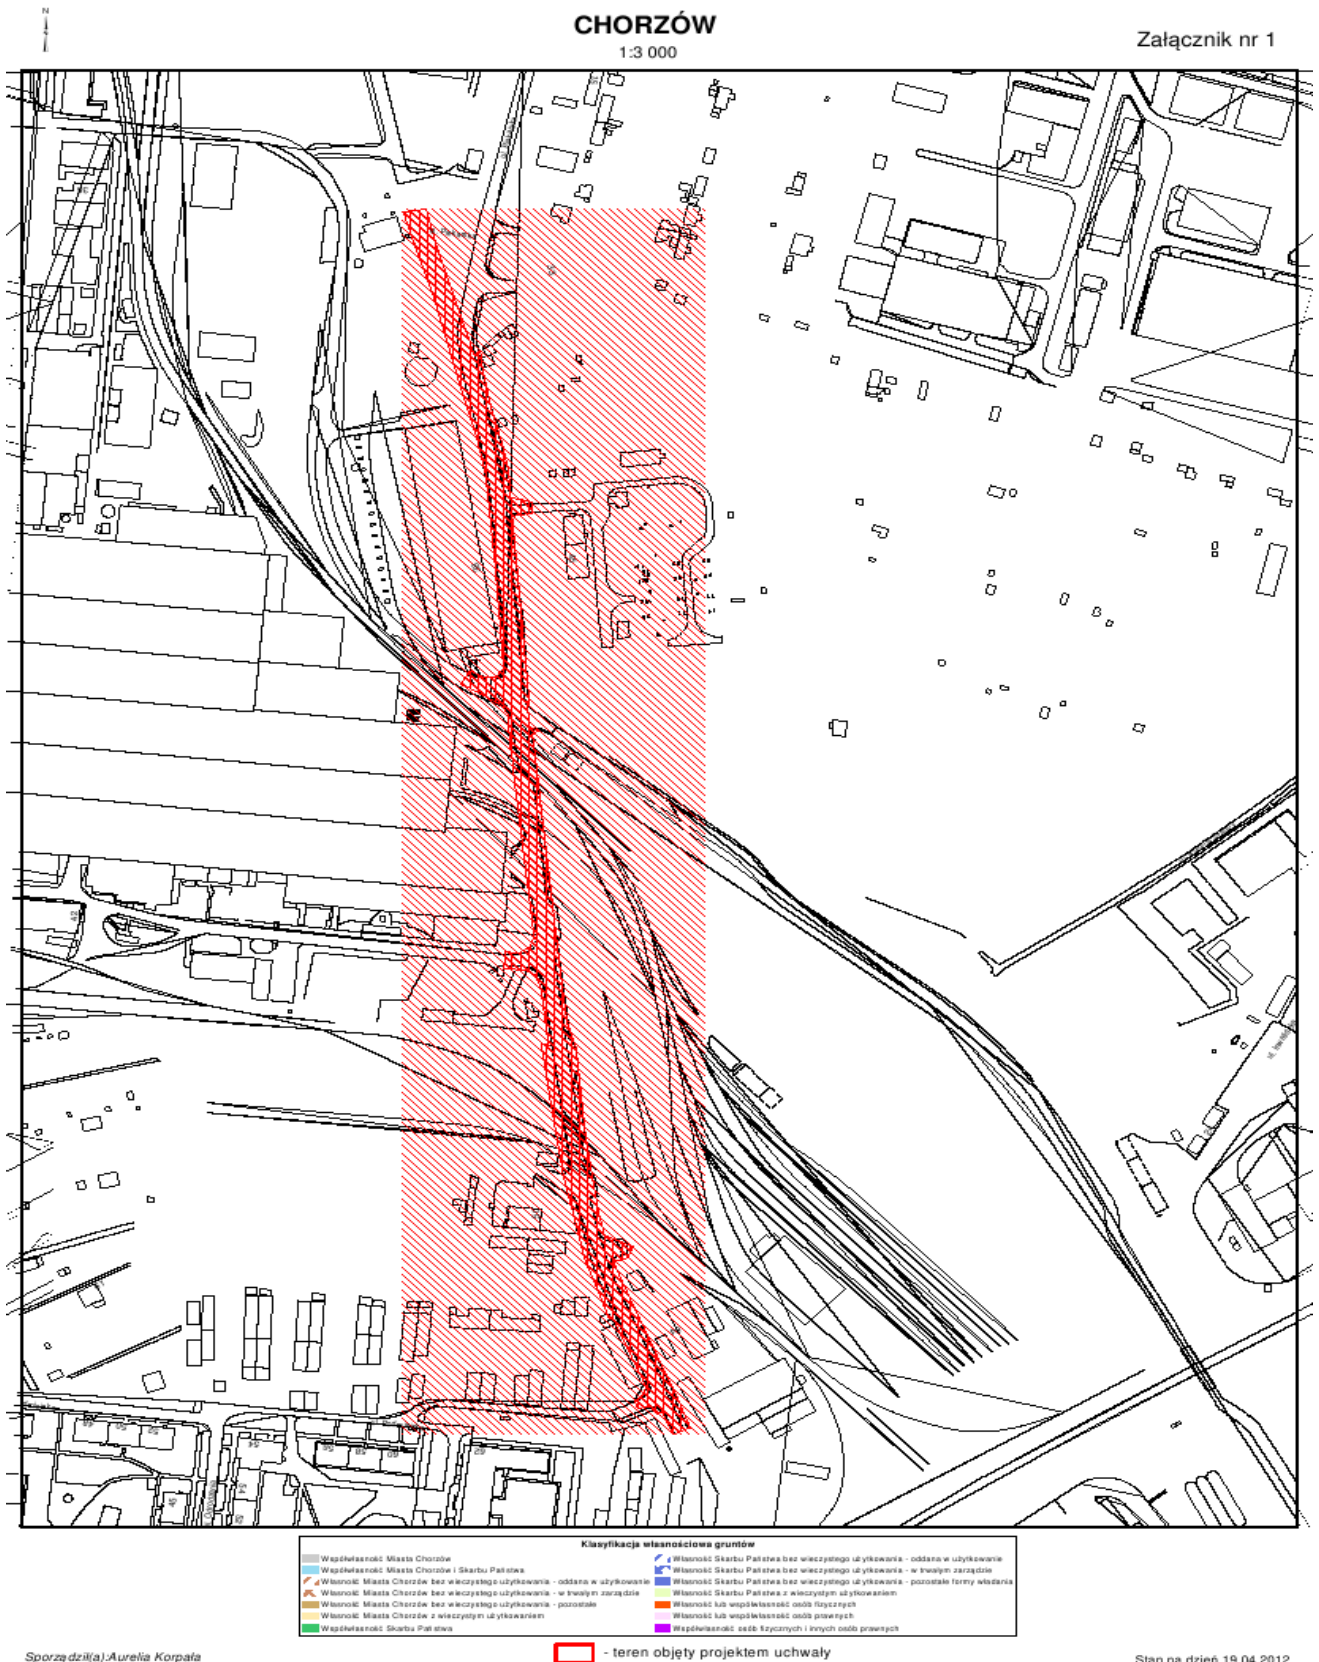 N
CHORZÓW
1:3 000
Załącznik nr 1
Klasyfikacja własnościowa gruntów
Współwłasność Miasta Chorzów
Współwłasność Miasta Chorzów i Skarbu Państwa
Własność Miasta Chorzów bez wieczystego użytkowania - oddana w użytkowanie
Własność Miasta Chorzów bez wieczystego użytkowania - w trwałym zarządzie
Własność Miasta Chorzów bez wieczystego użytkowania - pozostałe
Własność Miasta Chorzów z wieczystym użytkowaniem
Współwłasność Skarbu Państwa
Własność Skarbu Państwa bez wieczystego użytkowania - oddana w użytkowanie
Własność Skarbu Państwa bez wieczystego użytkowania - w trwałym zarządzie
Własność Skarbu Państwa bez wieczystego użytkowania - pozostałe formy władania
Własność Skarbu Państwa z wieczystym użytkowaniem
Własność lub współwłasność osób fizycznych
Własność lub współwłasność osób prawnych
Współwłasność osób fizycznych i innych osób prawnych
- teren objęty projektem uchwały
Sporządził(a):Aurelia Korpała
Stan na dzień 19.04.2012